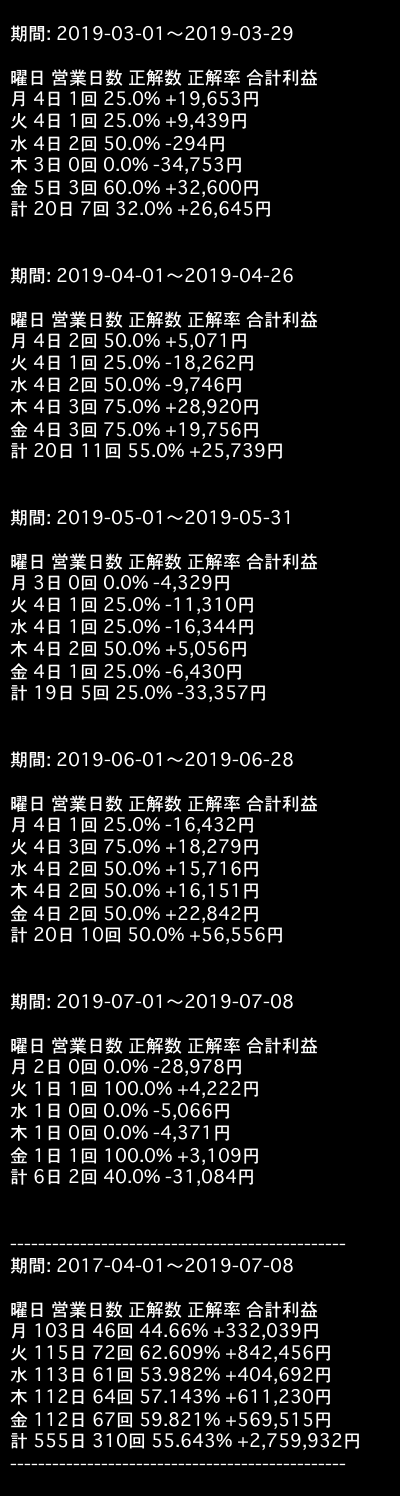 期間: 2019-03-01〜2019-03-29
曜日 営業日数 正解数 正解率 合計利益
月 4日 1回 25.0% +19,653円
火 4日 1回 25.0% +9,439円
水 4日 2回 50.0% -294円
木 3日 0回 0.0% -34,753円
金 5日 3回 60.0% +32,600円
計 20日 7回 32.0% +26,645円
期間: 2019-04-01〜2019-04-26
曜日 営業日数 正解数 正解率 合計利益
月 4日 2回 50.0% +5,071円
火 4日 1回 25.0% -18,262円
水 4日 2回 50.0% -9,746円
木 4日 3回 75.0% +28,920円
金 4日 3回 75.0% +19,756円
計 20日 11回 55.0% +25,739円
期間: 2019-05-01〜2019-05-31
曜日 営業日数 正解数 正解率 合計利益
月 3日 0回 0.0% -4,329円
火 4日 1回 25.0% -11,310円
水 4日 1回 25.0% -16,344円
木 4日 2回 50.0% +5,056円
金 4日 1回 25.0% -6,430円
計 19日 5回 25.0% -33,357円
期間: 2019-06-01〜2019-06-28
曜日 営業日数 正解数 正解率 合計利益
月 4日 1回 25.0% -16,432円
火 4日 3回 75.0% +18,279円
水 4日 2回 50.0% +15,716円
木 4日 2回 50.0% +16,151円
金 4日 2回 50.0% +22,842円
計 20日 10回 50.0% +56,556円
期間: 2019-07-01〜2019-07-08
曜日 営業日数 正解数 正解率 合計利益
月 2日 0回 0.0% -28,978円
火 1日 1回 100.0% +4,222円
水 1日 0回 0.0% -5,066円
木 1日 0回 0.0% -4,371円
金 1日 1回 100.0% +3,109円
計 6日 2回 40.0% -31,084円
------------------------------------------------
期間: 2017-04-01〜2019-07-08
曜日 営業日数 正解数 正解率 合計利益
月 103日 46回 44.66% +332,039円
火 115日 72回 62.609% +842,456円
水 113日 61回 53.982% +404,692円
木 112日 64回 57.143% +611,230円
金 112日 67回 59.821% +569,515円
計 555日 310回 55.643% +2,759,932円
------------------------------------------------